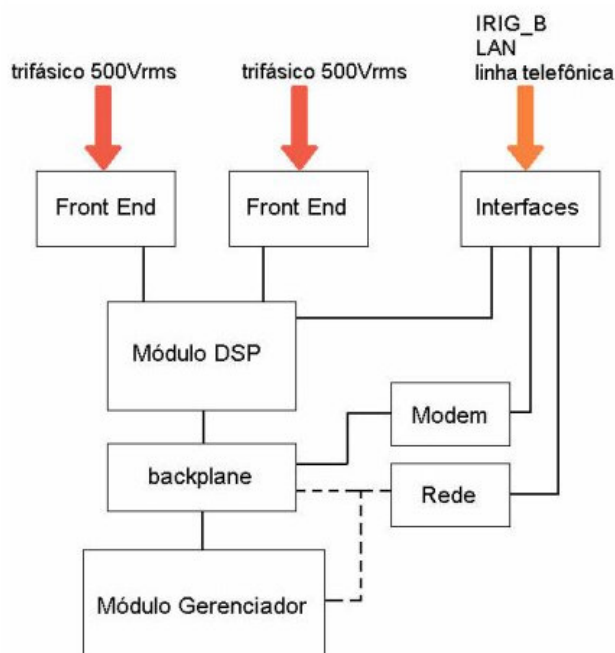 IRIG_B
LAN
trifásico 500Vrms
trifásico 500Vrms
linha telefônica
Front End
Front End
Interfaces
Módulo DSP
Modem
backplane
Rede
Módulo Gerenciador